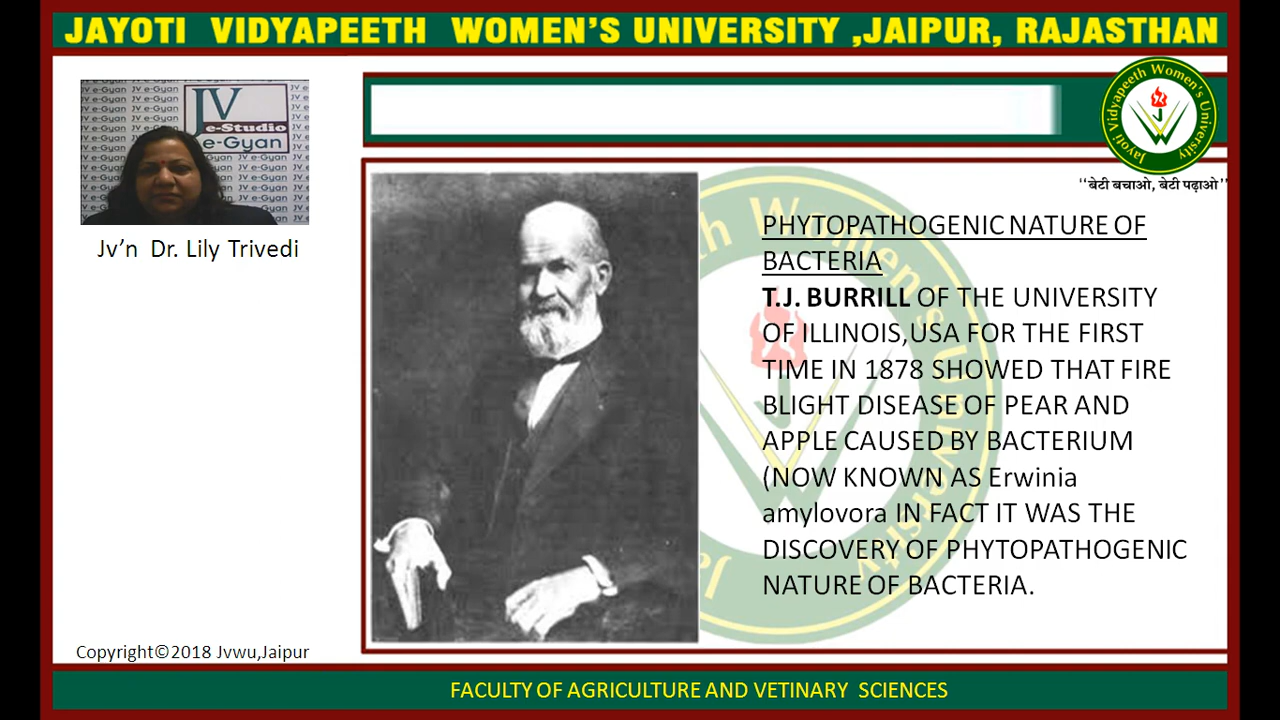 JAYOTI VIDYAPEETH WOMEN'S UNIVERSITY ,JAIPUR, RAJASTHAN
JV
e-Studio
e-Gyan
Jv'n Dr. Lily Trivedi
Jayoti Vidyapeeth Women's University
"बेटी बचाओ, बेटी पढ़ाओ"
PHYTOPATHOGENIC NATURE OF
BACTERIA
T.J. BURRILL OF THE UNIVERSITY
OF ILLINOIS,USA FOR THE FIRST
TIME IN 1878 SHOWED THAT FIRE
BLIGHT DISEASE OF PEAR AND
APPLE CAUSED BY BACTERIUM
(NOW KNOWN AS Erwinia
amylovora IN FACT IT WAS THE
DISCOVERY OF PHYTOPATHOGENIC
NATURE OF BACTERIA.
Copyright©2018 Jvwu,Jaipur
FACULTY OF AGRICULTURE AND VETINARY SCIENCES